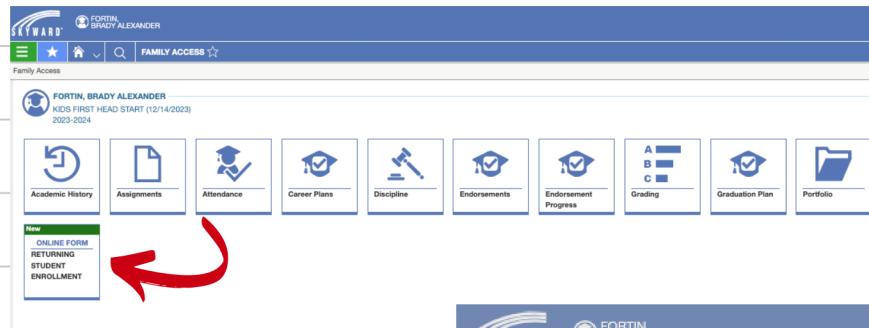 SKYWARD
FORTIN,
BRADY ALEXANDER
FAMILY ACCESS
Family Access
FORTIN, BRADY ALEXANDER
KIDS FIRST HEAD START (12/14/2023)
2023-2024
Academic History
Assignments
Attendance
Career Plans
Discipline
Endorsements
Endorsement
Progress
A
B
C
Grading
Graduation Plan
Portfolio
New
ONLINE FORM
RETURNING
STUDENT
ENROLLMENT
FORTIN